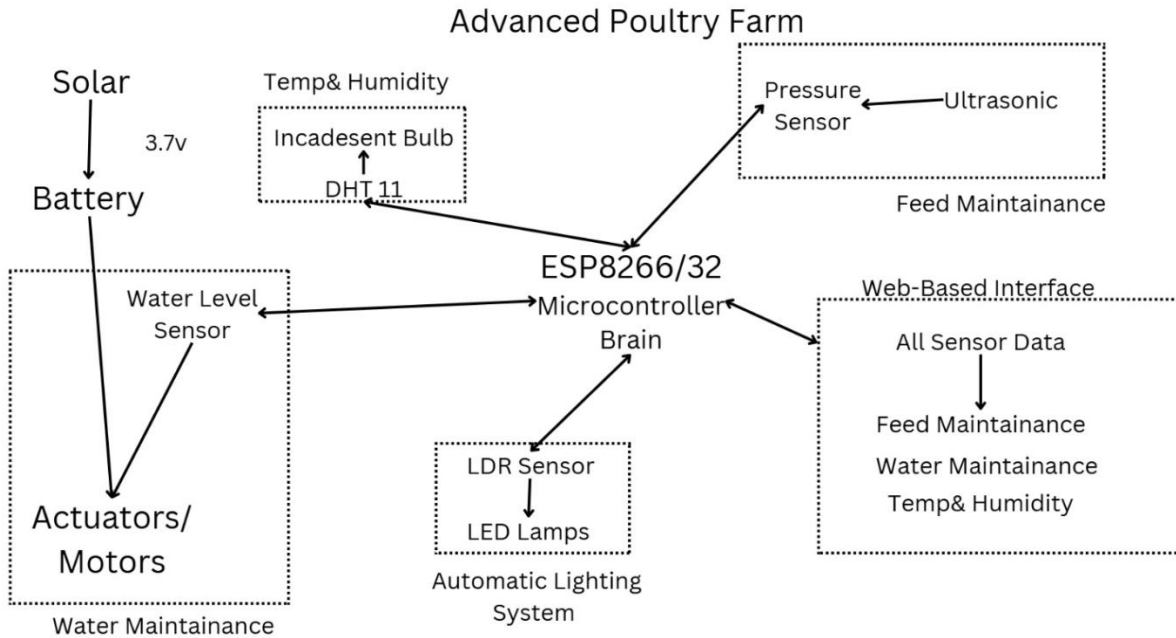 Advanced Poultry Farm
Solar
3.7v
Battery
Temp& Humidity
Incadesent Bulb
DHT 11
Pressure
Sensor
Ultrasonic
Feed Maintainance
ESP8266/32
Microcontroller
Brain
Water Level
Sensor
Actuators/
Motors
Water Maintainance
LDR Sensor
LED Lamps
Automatic Lighting
System
Web-Based Interface
All Sensor Data
Feed Maintainance
Water Maintainance
Temp& Humidity